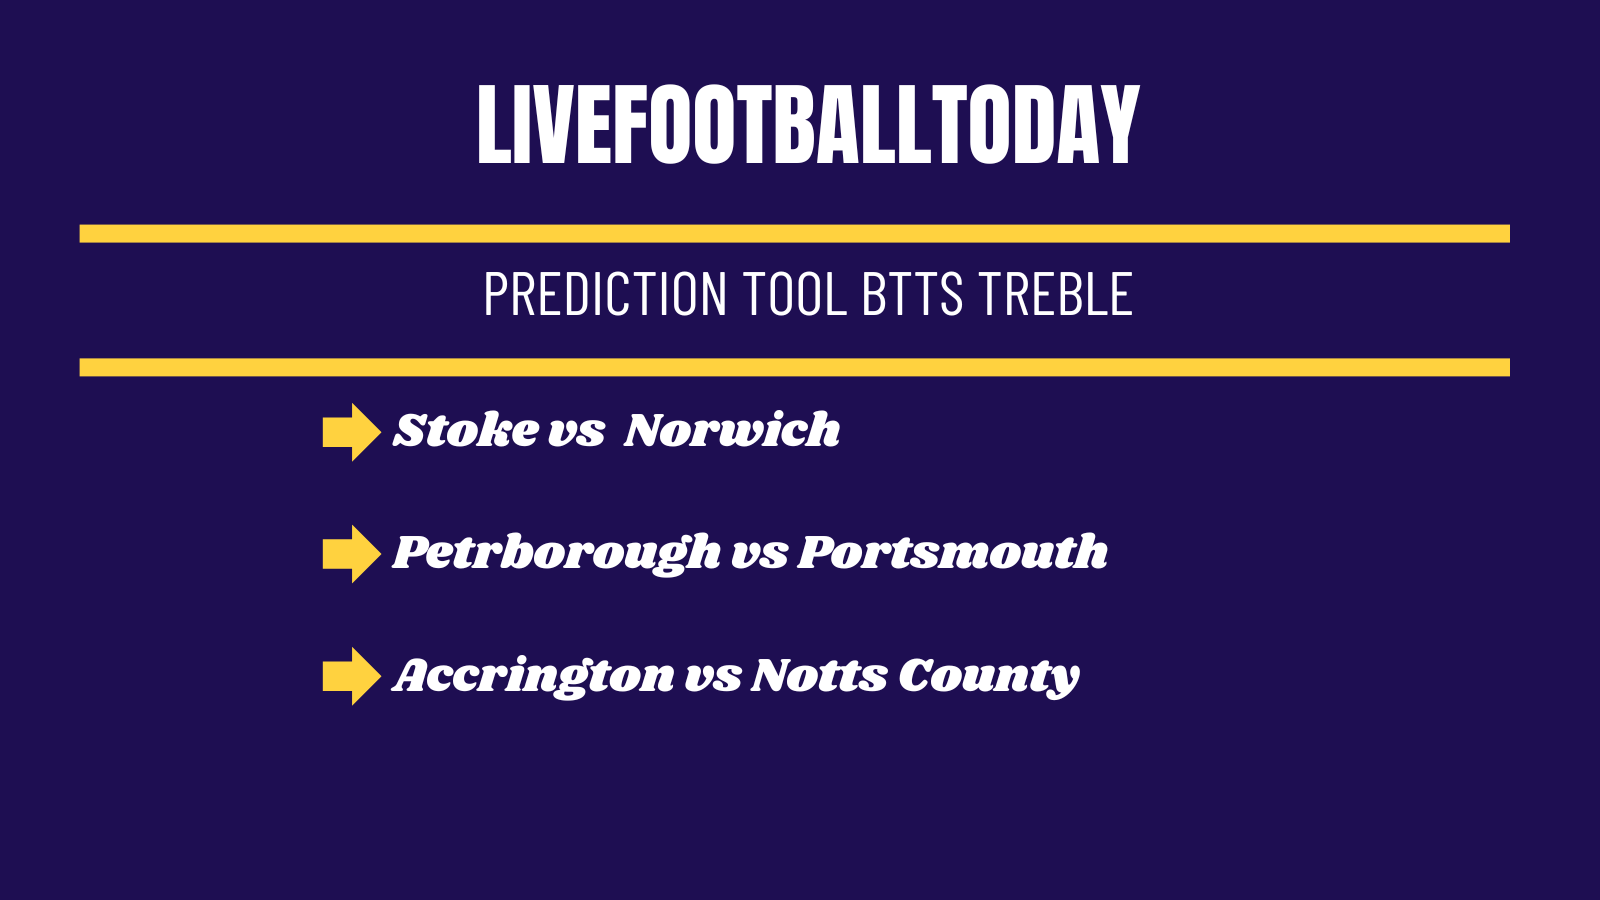 LIVEFOOTBALLTODAY
PREDICTION TOOL BTTS TREBLE
Stoke vs Norwich
Petrborough vs Portsmouth
Accrington vs Notts County